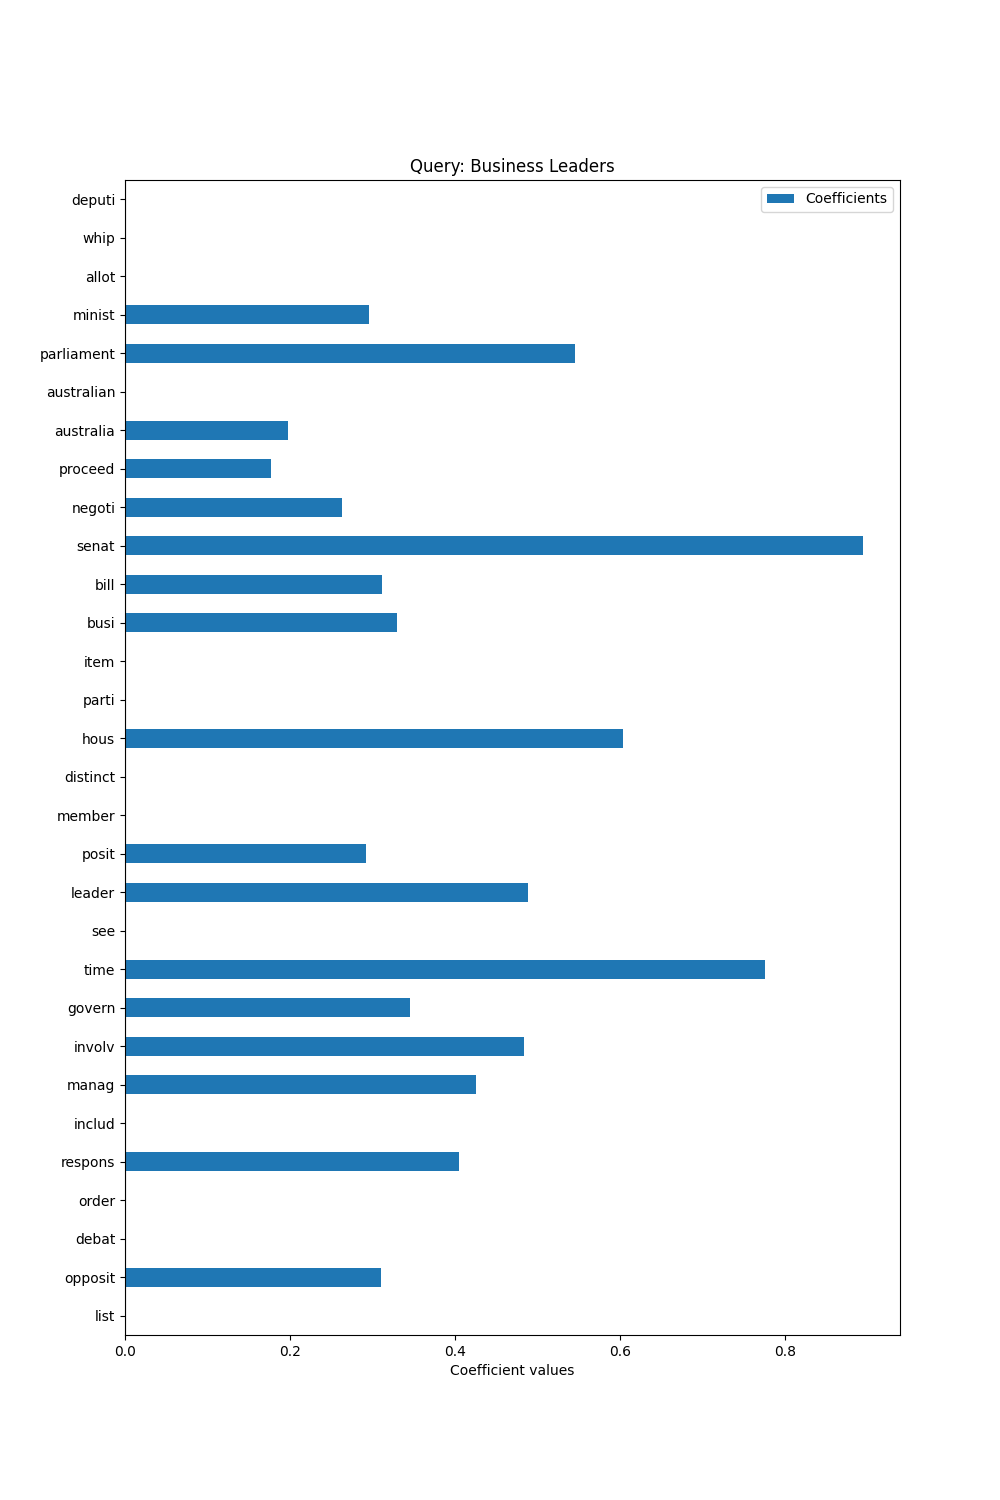 Query: Business Leaders
Coefficients
deputi
whip
allot
minist
parliament
australian
australia
proceed
negoti
senat
bill
busi
item
parti
hous
distinct
member
posit
leader
see
time
govern
involv
manag
includ
respons
order
debat
opposit
list
0.0 0.2 0.4 0.6 0.8
Coefficient values